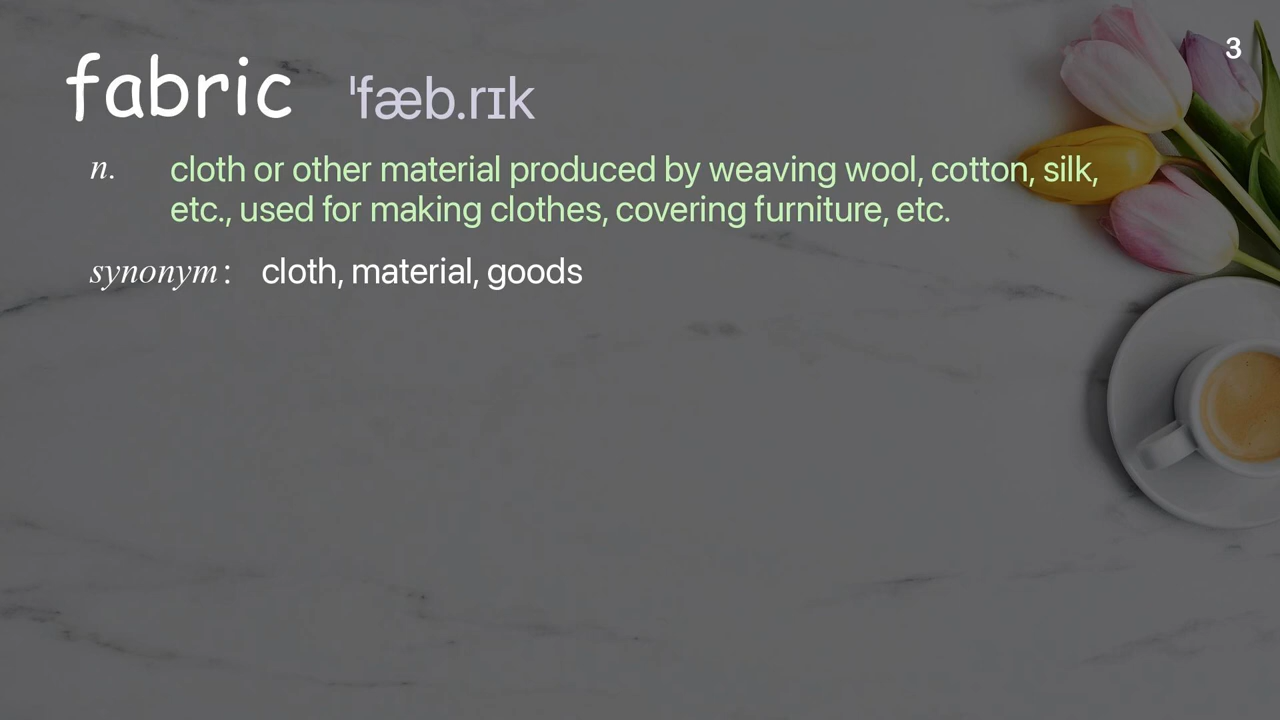 3
fabric ˈfæb.rɪk
n. cloth or other material produced by weaving wool, cotton, silk,
etc., used for making clothes, covering furniture, etc.
synonym: cloth, material, goods